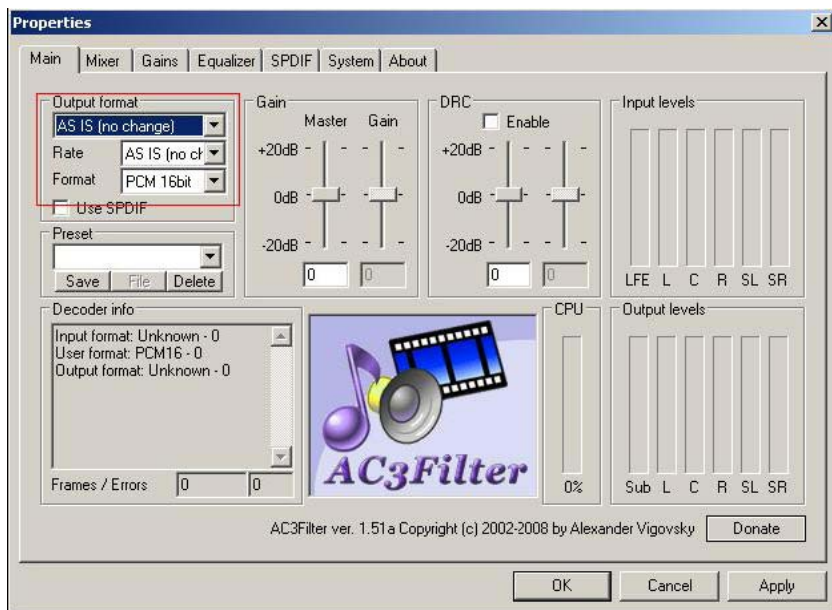 Properties
Main Mixer Gains Equalizer SPDIF System About
Output format
AS IS (no change)
Rate AS IS (no ch
Format PCM 16bit
Use SPDIF
Preset
Save File Delete
Gain
Master Gain
+20dB
0dB
-20dB
0 0
DRC
Enable
+20dB
0dB
-20dB
0 0
Input levels
LFE L C R SL SR
Decoder info
Input format: Unknown - 0
User format: PCM16 - 0
Output format: Unknown - 0
Frames / Errors 0 0
AC3Filter
CPU
0%
Output levels
Sub L C R SL SR
AC3Filter ver. 1.51a Copyright (c) 2002-2008 by Alexander Vigovsky Donate
OK Cancel Apply